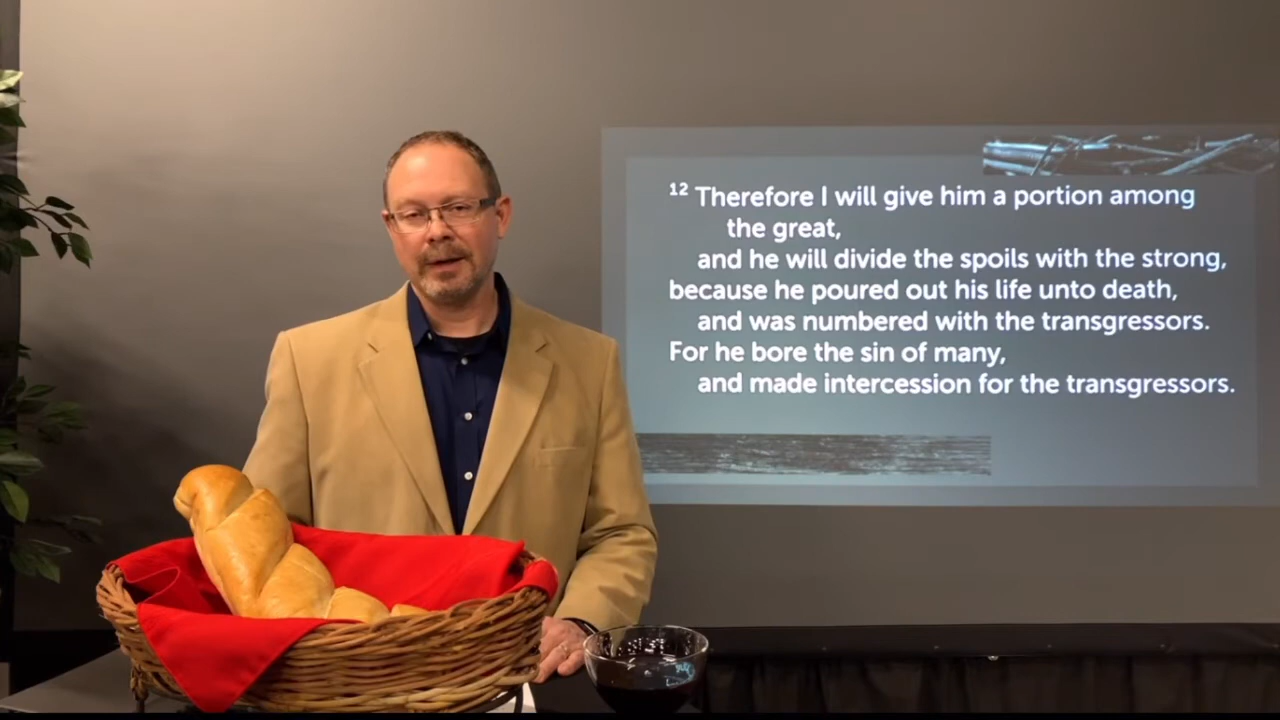 12 Therefore I will give him a portion among
the great,
and he will divide the spoils with the strong,
because he poured out his life unto death,
and was numbered with the transgressors.
For he bore the sin of many,
and made intercession for the transgressors.